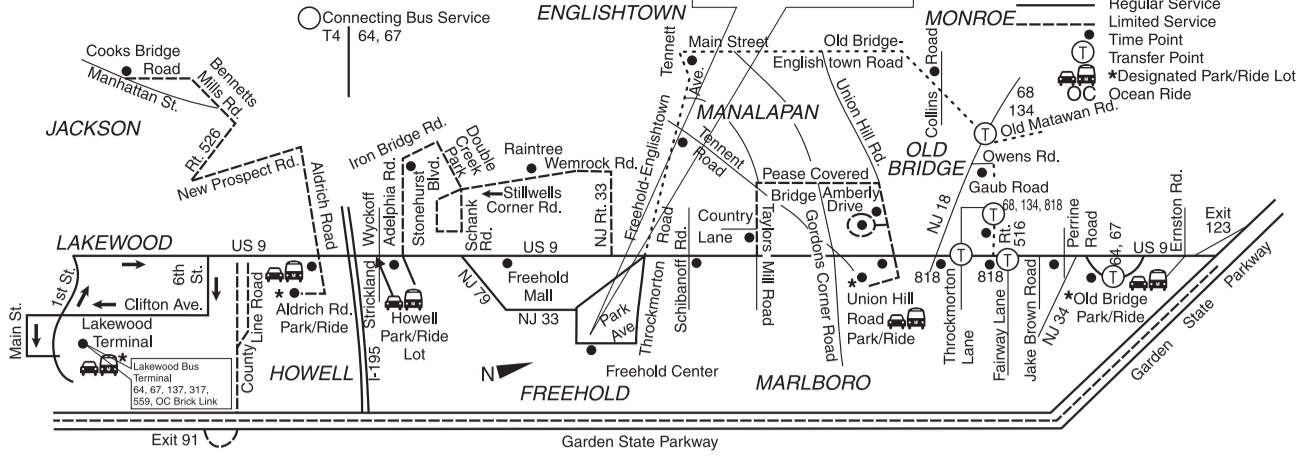 Connecting Bus Service
T4 64, 67
ENGLISHTOWN
MONROE
Regular Service
Limited Service
Time Point
T Transfer Point
*Designated Park/Ride Lot
OC Ocean Ride
Cooks Bridge
Road
Manhattan St.
Bennetts
Mills Rd.
Rt. 526
JACKSON
New Prospect Rd.
Aldrich Road
Iron Bridge Rd.
Double
Creek
Park
Raintree
Wemrock Rd.
Stillwells
Corner Rd.
Wyckoff
Adelphia Rd.
Stonehurst
Blvd.
Schank
Rd.
NJ Rt. 33
Freehold-Englishtown
Road
Tennett
Ave.
Main Street
Old Bridge-
Englishtown Road
MANALAPAN
Tennent
Road
Union Hill Rd.
Collins Road
68
134
T
Old Matawan Rd.
OLD
BRIDGE
Owens Rd.
Gaub Road
T 68, 134, 818
Pease Covered
Bridge
Amberly
Drive
Country
Lane
Taylors Mill Road
Gordons Corner Road
NJ 18
Rt.
516
Perrine
Road
T 64, 67
US 9
Ernston Rd.
Exit
123
LAKEWOOD
US 9
US 9
1st St.
6th
St.
Clifton Ave.
Main St.
Lakewood
Terminal
*
Lakewood Bus
Terminal
64, 67, 137, 317,
559, OC Brick Link
County
Line Road
*
Aldrich Rd.
Park/Ride
HOWELL
I-195
Strickland
Howell
Park/Ride
Lot
NJ 79
Freehold
Mall
NJ 33
Park
Ave
Freehold Center
N
FREEHOLD
Throckmorton
Schibanoff Rd.
MARLBORO
*
Union Hill
Road
Park/Ride
818
T
Throckmorton
Lane
818
T
Fairway Lane
Jake Brown Road
NJ 34
*Old Bridge
Park/Ride
Garden State Parkway
Exit 91
Garden State Parkway